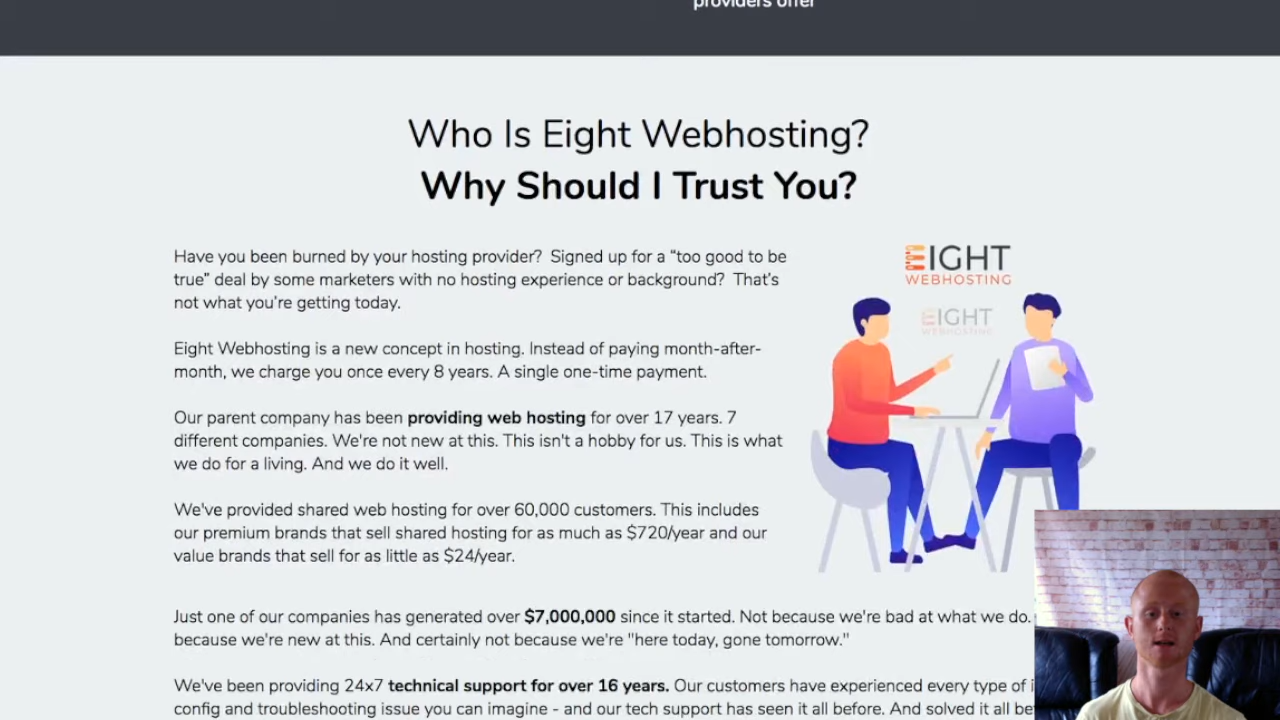 providers offer
Who Is Eight Webhosting?
Why Should I Trust You?
Have you been burned by your hosting provider?  Signed up for a “too good to be
true” deal by some marketers with no hosting experience or background?  That’s
not what you’re getting today.
Eight Webhosting is a new concept in hosting. Instead of paying month-after-
month, we charge you once every 8 years. A single one-time payment.
Our parent company has been providing web hosting for over 17 years. 7
different companies. We're not new at this. This isn't a hobby for us. This is what
we do for a living. And we do it well.
We've provided shared web hosting for over 60,000 customers. This includes
our premium brands that sell shared hosting for as much as $720/year and our
value brands that sell for as little as $24/year.
EIGHT
WEBHOSTING
EIGHT
WEBHOSTING
Just one of our companies has generated over $7,000,000 since it started. Not because we're bad at what we do.
because we're new at this. And certainly not because we're "here today, gone tomorrow."
We've been providing 24x7 technical support for over 16 years. Our customers have experienced every type of
config and troubleshooting issue you can imagine - and our tech support has seen it all before. And solved it all